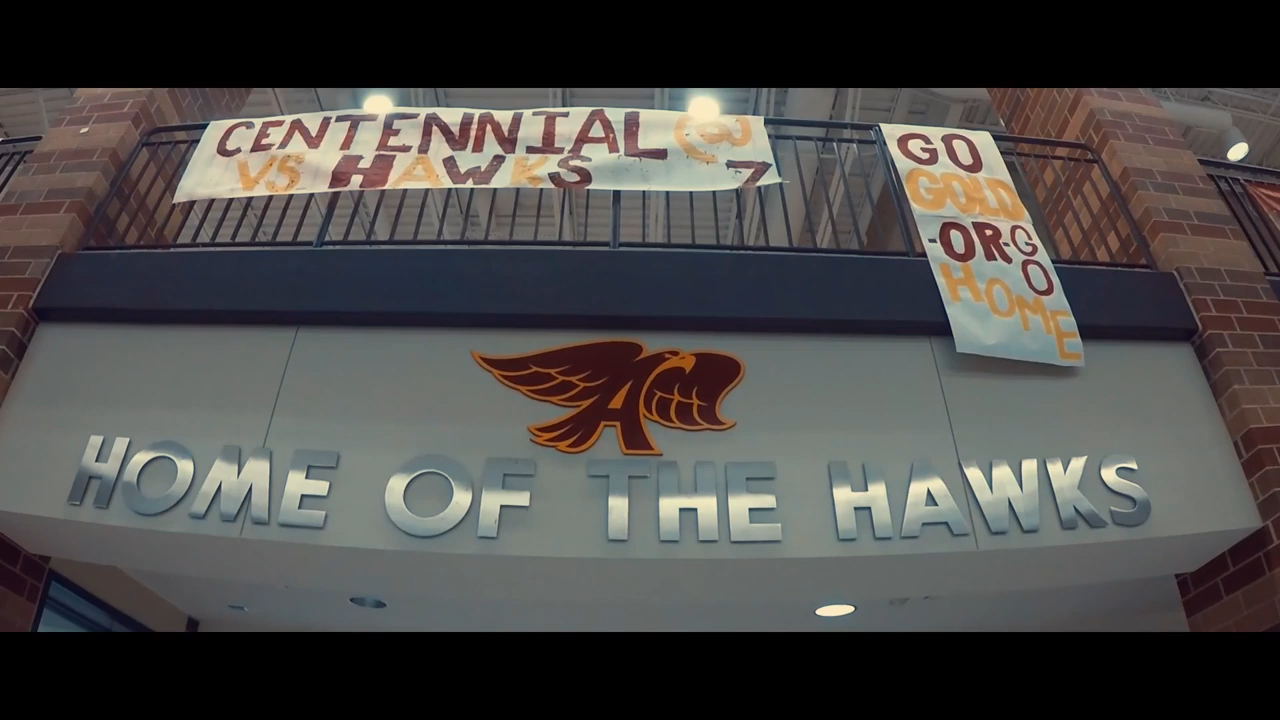 CENTENNIAL @
VS HAWKS 7
GO
GOLD
-OR-GO
HOME
A
HOME OF THE HAWKS